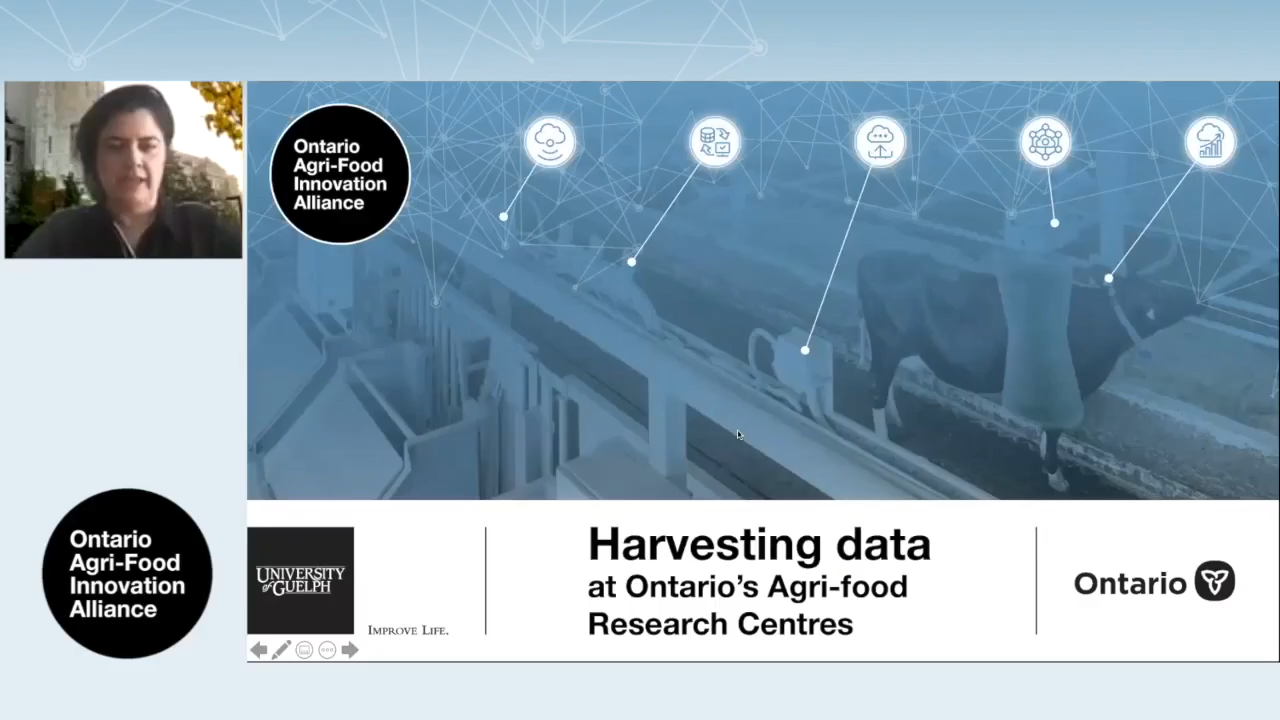 Ontario
Agri-Food
Innovation
Alliance
Ontario
Agri-Food
Innovation
Alliance
UNIVERSITY
of GUELPH
IMPROVE LIFE.
Harvesting data
at Ontario's Agri-food
Research Centres
Ontario